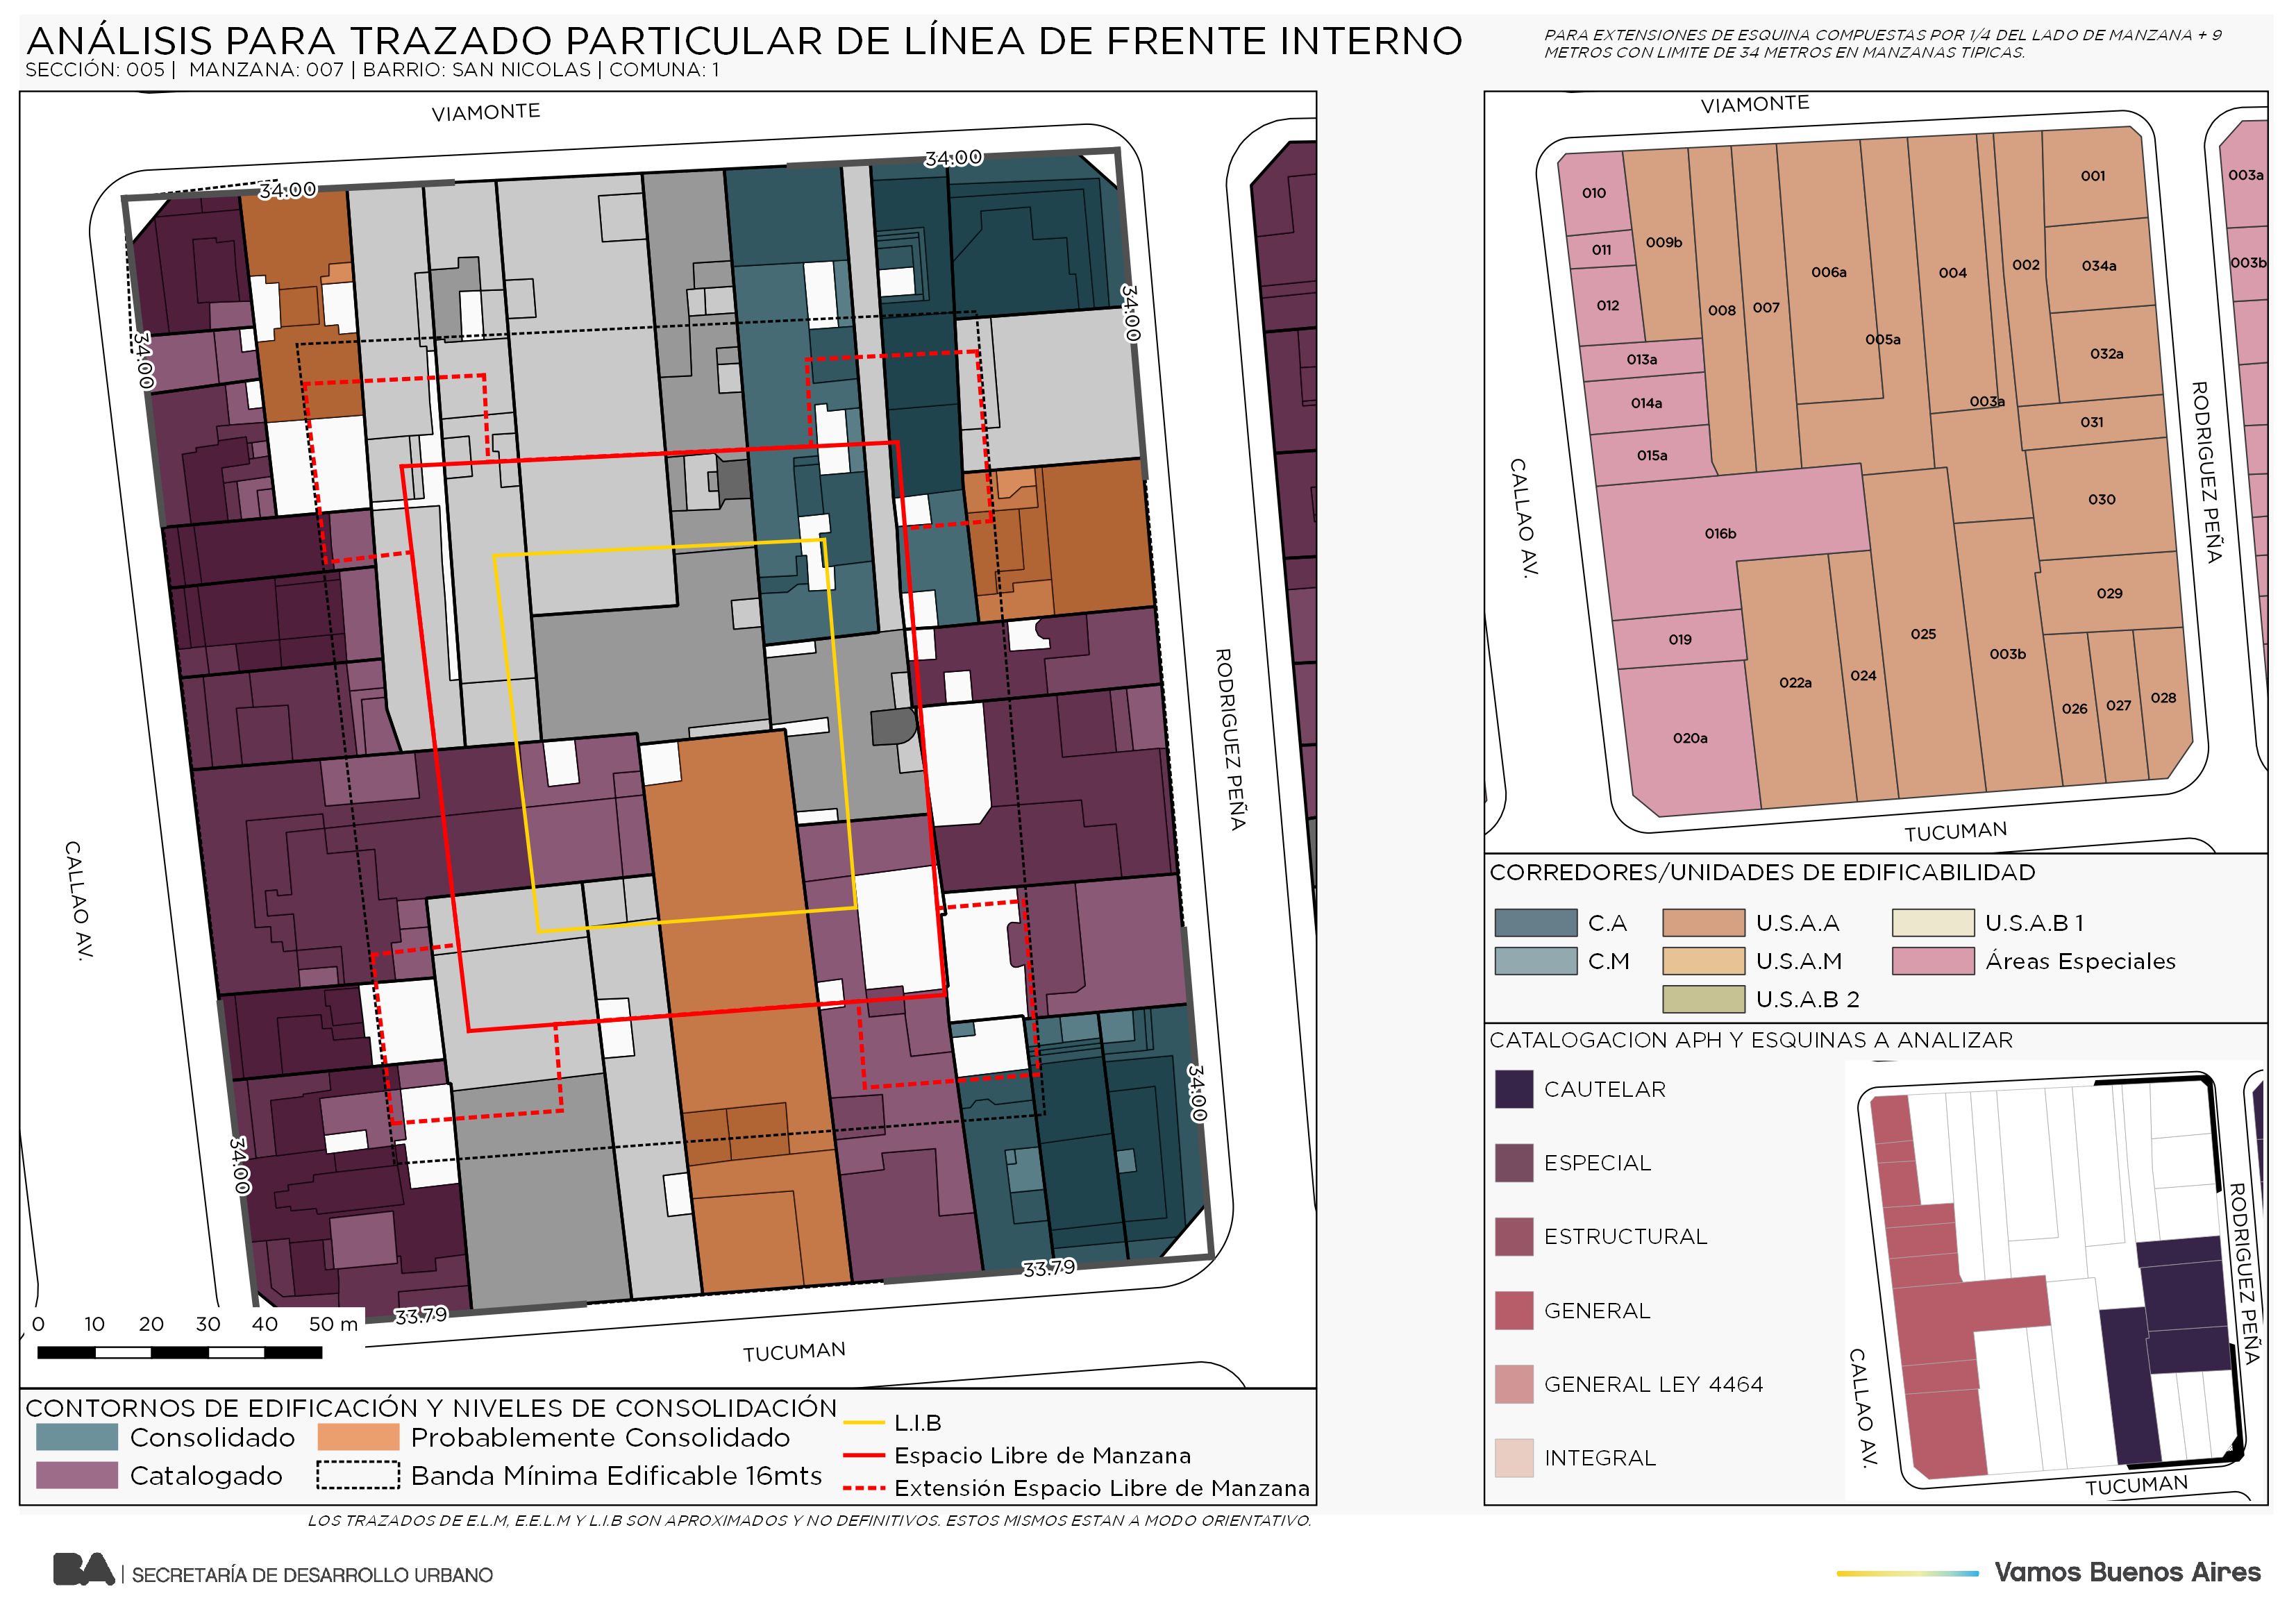 ANÁLISIS PARA TRAZADO PARTICULAR DE LÍNEA DE FRENTE INTERNO
SECCIÓN: 005 | MANZANA: 007 | BARRIO: SAN NICOLAS | COMUNA: 1
PARA EXTENSIONES DE ESQUINA COMPUESTAS POR 1/4 DEL LADO DE MANZANA + 9
METROS CON LIMITE DE 34 METROS EN MANZANAS TIPICAS.
VIAMONTE
34.00
34.00
34.00
34.00
CALLAO AV.
RODRIGUEZ PEÑA
34.00
34.00
33.79
33.79
TUCUMAN
0 10 20 30 40 50 m
CONTORNOS DE EDIFICACIÓN Y NIVELES DE CONSOLIDACIÓN
Consolidado
Probablemente Consolidado
Catalogado
Banda Mínima Edificable 16mts
L.I.B
Espacio Libre de Manzana
Extensión Espacio Libre de Manzana
LOS TRAZADOS DE E.L.M, E.E.L.M Y L.I.B SON APROXIMADOS Y NO DEFINITIVOS. ESTOS MISMOS ESTAN A MODO ORIENTATIVO.
VIAMONTE
010
011
012
009b
008
007
006a
005a
004
003a
002
001
034a
032a
031
030
029
028
027
026
003b
025
024
022a
013a
014a
015a
016b
019
020a
003a
003b
CALLAO AV.
RODRIGUEZ PEÑA
TUCUMAN
CORREDORES/UNIDADES DE EDIFICABILIDAD
C.A
U.S.A.A
U.S.A.B 1
C.M
U.S.A.M
Áreas Especiales
U.S.A.B 2
CATALOGACION APH Y ESQUINAS A ANALIZAR
CAUTELAR
ESPECIAL
ESTRUCTURAL
GENERAL
GENERAL LEY 4464
INTEGRAL
CALLAO AV.
RODRIGUEZ PEÑA
TUCUMAN
BA | SECRETARÍA DE DESARROLLO URBANO
Vamos Buenos Aires